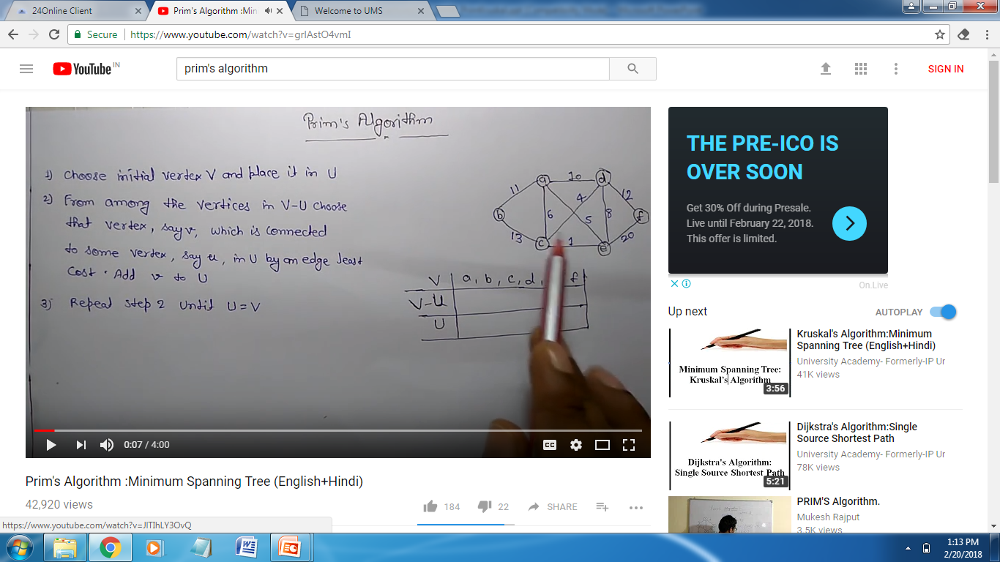 24Online Client
Prim's Algorithm :Min
Welcome to UMS
Secure
https://www.youtube.com/watch?v=grIAstO4vmI
YouTube IN
prim's algorithm
SIGN IN
Prim's Algorithm
1) Choose initial vertex V and place it in U
2) From among the vertices in V-U choose
that vertex, say v, which is connected
to some vertex, say u, in U by an edge least
cost. Add v to U
3) Repeat step 2 until U=V
a
10
d
11
4
12
b
6
5
8
f
13
c
1
e
20
V
a, b, c, d,
f
V-U
U
0:07 / 4:00
CC
THE PRE-ICO IS
OVER SOON
Get 30% Off during Presale.
Live until February 22, 2018.
This offer is limited.
On.Live
Up next
AUTOPLAY
Minimum Spanning Tree:
Kruskal's Algorithm
3:56
Kruskal's Algorithm:Minimum
Spanning Tree (English+Hindi)
University Academy- Formerly-IP Ur
41K views
Dijkstra's Algorithm:
Single Source Shortest Path
5:21
Dijkstra's Algorithm:Single
Source Shortest Path
University Academy- Formerly-IP Ur
78K views
PRIM'S Algorithm.
Mukesh Rajput
3.5K views
Prim's Algorithm :Minimum Spanning Tree (English+Hindi)
42,920 views
184
22
SHARE
https://www.youtube.com/watch?v=JlTIhLY3OvQ
1:13 PM
2/20/2018